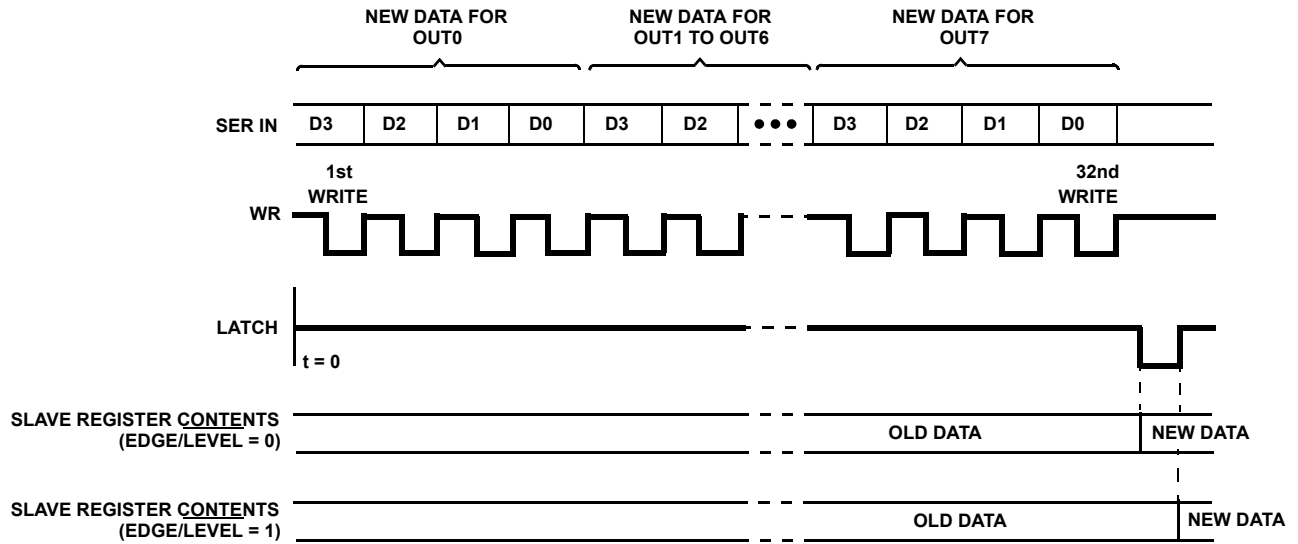 NEW DATA FOR
OUT0
NEW DATA FOR
OUT1 TO OUT6
NEW DATA FOR
OUT7
SER IN
D3
D2
D1
D0
D3
D2
●●●
D3
D2
D1
D0
1st
WRITE
32nd
WRITE
WR
LATCH
t = 0
SLAVE REGISTER CONTENTS
(EDGE/LEVEL = 0)
OLD DATA
NEW DATA
SLAVE REGISTER CONTENTS
(EDGE/LEVEL = 1)
OLD DATA
NEW DATA